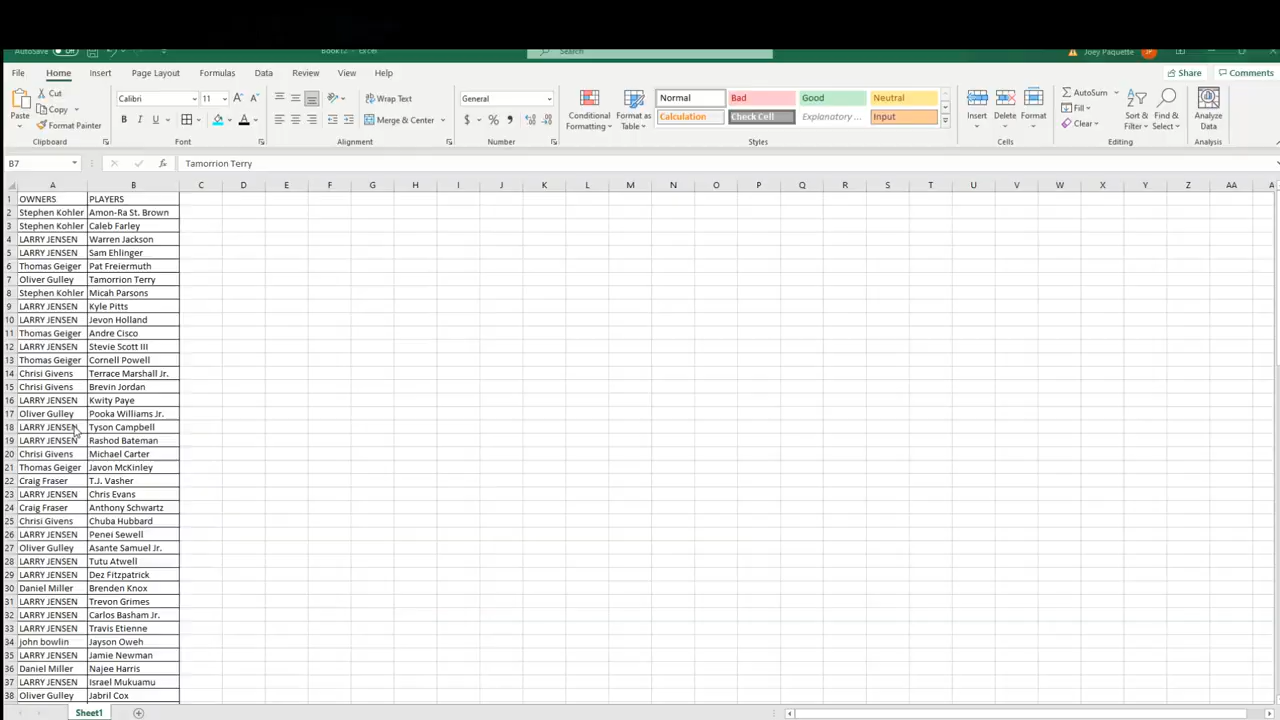 AutoSave Off Book12 - Excel Search Joey Paquette JP
File Home Insert Page Layout Formulas Data Review View Help Share Comments
Paste Cut Copy Format Painter Clipboard
Calibri 11 B I U Font
Wrap Text Merge & Center Alignment
General $ % Number
Conditional Formatting Format as Table Normal Bad Good Neutral Calculation Check Cell Explanatory ... Input Styles
Insert Delete Format Cells
AutoSum Fill Clear Sort & Filter Find & Select Editing
Analyze Data Analysis
B7 fx Tamorrion Terry
A B C D E F G H I J K L M N O P Q R S T U V W X Y Z AA
1 OWNERS PLAYERS
2 Stephen Kohler Amon-Ra St. Brown
3 Stephen Kohler Caleb Farley
4 LARRY JENSEN Warren Jackson
5 LARRY JENSEN Sam Ehlinger
6 Thomas Geiger Pat Freiermuth
7 Oliver Gulley Tamorrion Terry
8 Stephen Kohler Micah Parsons
9 LARRY JENSEN Kyle Pitts
10 LARRY JENSEN Jevon Holland
11 Thomas Geiger Andre Cisco
12 LARRY JENSEN Stevie Scott III
13 Thomas Geiger Cornell Powell
14 Chrisi Givens Terrace Marshall Jr.
15 Chrisi Givens Brevin Jordan
16 LARRY JENSEN Kwity Paye
17 Oliver Gulley Pooka Williams Jr.
18 LARRY JENSEN Tyson Campbell
19 LARRY JENSEN Rashod Bateman
20 Chrisi Givens Michael Carter
21 Thomas Geiger Javon McKinley
22 Craig Fraser T.J. Vasher
23 LARRY JENSEN Chris Evans
24 Craig Fraser Anthony Schwartz
25 Chrisi Givens Chuba Hubbard
26 LARRY JENSEN Penei Sewell
27 Oliver Gulley Asante Samuel Jr.
28 LARRY JENSEN Tutu Atwell
29 LARRY JENSEN Dez Fitzpatrick
30 Daniel Miller Brenden Knox
31 LARRY JENSEN Trevon Grimes
32 LARRY JENSEN Carlos Basham Jr.
33 LARRY JENSEN Travis Etienne
34 john bowlin Jayson Oweh
35 LARRY JENSEN Jamie Newman
36 Daniel Miller Najee Harris
37 LARRY JENSEN Israel Mukuamu
38 Oliver Gulley Jabril Cox
Sheet1